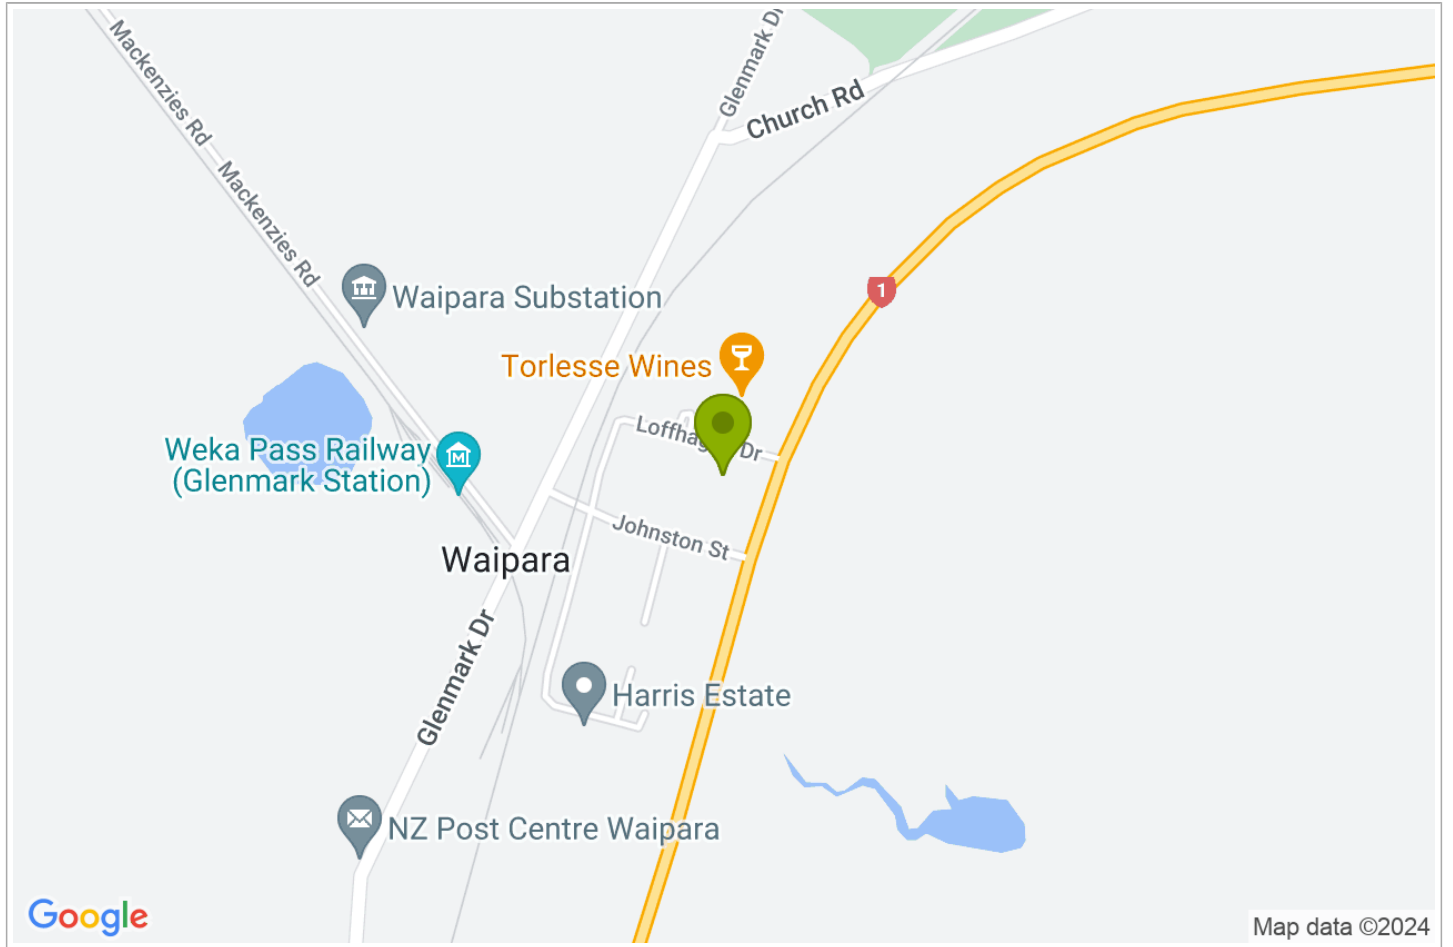 Mackenzies Rd
Glenmark Dr
Church Rd
Mackenzies Rd
Waipara Substation
1
Torlesse Wines
Dr
Weka Pass Railway
(Glenmark Station)
Johnston St
Waipara
Glenmark Dr
Harris Estate
NZ Post Centre Waipara
Google
Map data ©2024